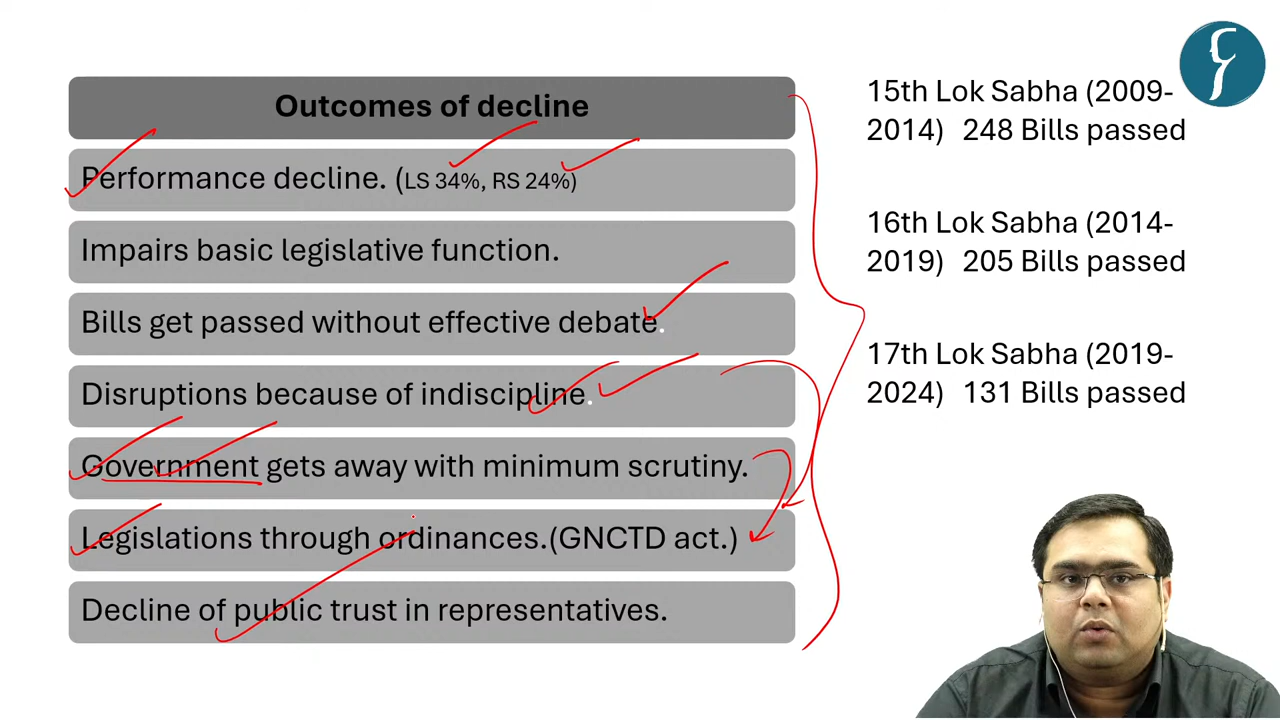 Outcomes of decline
Performance decline. (LS 34%, RS 24%)
Impairs basic legislative function.
Bills get passed without effective debate.
Disruptions because of indiscipline.
Government gets away with minimum scrutiny.
Legislations through ordinances.(GNCTD act.)
Decline of public trust in representatives.
15th Lok Sabha (2009-
2014) 248 Bills passed
16th Lok Sabha (2014-
2019) 205 Bills passed
17th Lok Sabha (2019-
2024) 131 Bills passed